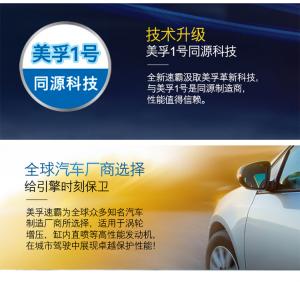 美孚1号
同源科技
技术升级
美孚1号同源科技
全新速霸汲取美孚革新科技,
与美孚1号是同源制造商,
性能值得信赖。
全球汽车厂商选择
给引擎时刻保卫
美孚速霸为全球众多知名汽车
制造厂商所选择，适用于涡轮
增压，缸内直喷等高性能发动机，
在城市驾驶中展现卓越保护性能！